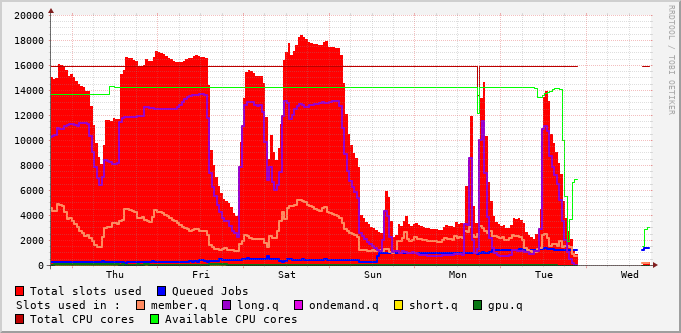 20000
18000
16000
14000
12000
10000
8000
6000
4000
2000
0
Thu Fri Sat Sun Mon Tue Wed
RRDTOOL / TOBI OETIKER
Total slots used Queued Jobs
Slots used in : member.q long.q ondemand.q short.q gpu.q
Total CPU cores Available CPU cores